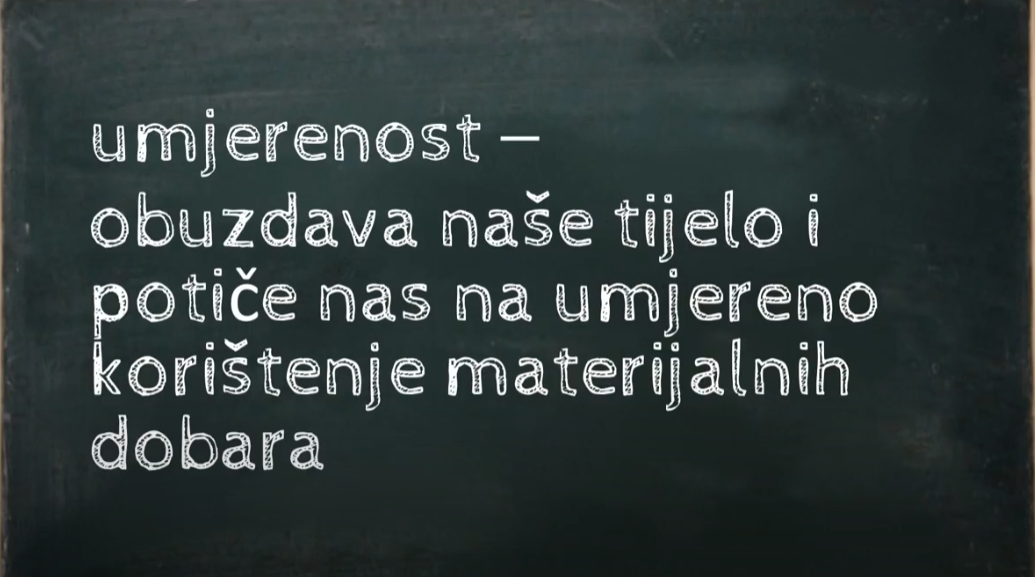 umjerenost –
obuzdava naše tijelo i
potiče nas na umjereno
korištenje materijalnih
dobara